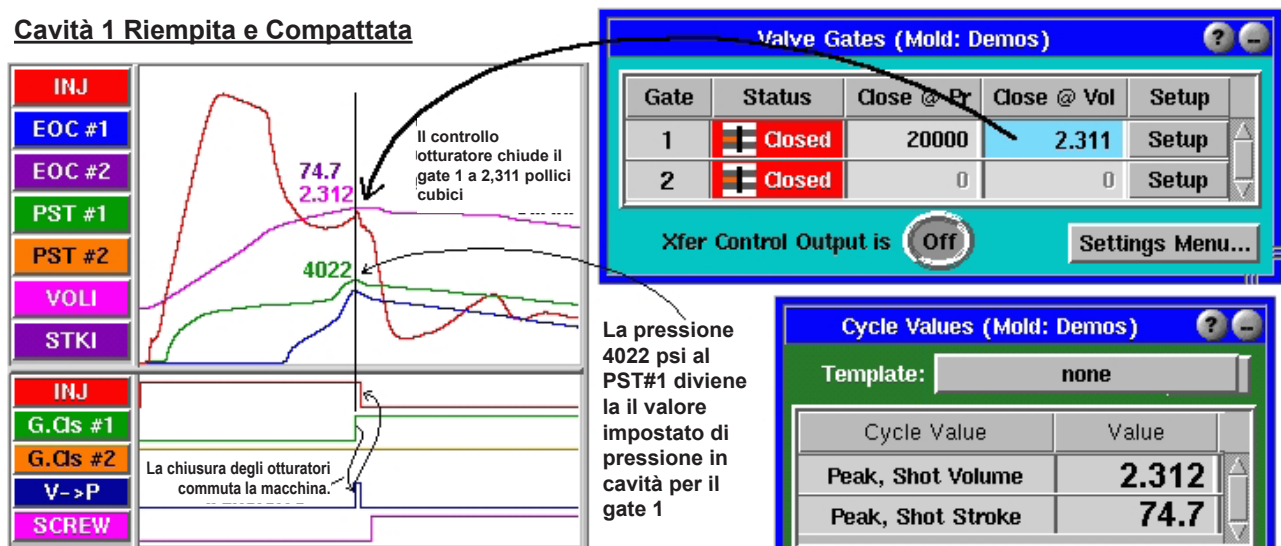 Cavità 1 Riempita e Compattata
INJ
EOC #1
EOC #2
PST #1
PST #2
VOLI
STKI
74.7
2.312
4022
Il controllo
otturatore chiude il
gate 1 a 2,311 pollici
cubici
INJ
G.Cls #1
G.Cls #2
V->P
SCREW
La chiusura degli otturatori
commuta la macchina.
La pressione
4022 psi al
PST#1 diviene
la il valore
impostato di
pressione in
cavità per il
gate 1
Valve Gates (Mold: Demos)
Gate Status Close @ Pr Close @ Vol Setup
1 Closed 20000 2.311 Setup
2 Closed 0 0 Setup
Xfer Control Output is Off Settings Menu...
Cycle Values (Mold: Demos)
Template: none
Cycle Value Value
Peak, Shot Volume 2.312
Peak, Shot Stroke 74.7